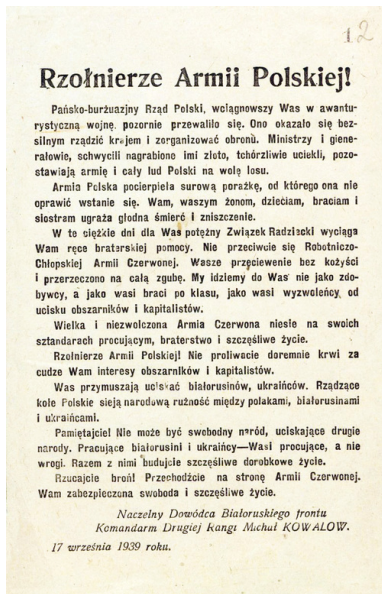 12
Rzołnierze Armii Polskiej!
Pańsko-burżuazjny Rząd Polski, wciągnowszy Was w awantu-
rystyczną wojnę, pozornie przewaliło się. Ono okazało się bez-
silnym rządzić krajem i zorganizować obronù. Ministrzy i giene-
rałowie, schwycili nagrabione imi złoto, tchórzliwie uciekli, pozo-
stawiają armię i cały lud Polski na wolę losu.
Armia Polska pocierpiela surową porażkę, od którego ona nie
oprawić wstanie się. Wam, waszym żonom, dzieciam, braciam i
siostram ugraża głodna śmierć i zniszczenie.
W te ciężkie dni dla Was potężny Związek Radziacki wyciąga
Wam ręce braterskiej pomocy. Nie przeciwcie się Robotniczo-
Chłopskiej Armii Czerwonej. Wasze przęciewenie bez kożyści
i przerzeczono na całą zgubę. My idziemy do Was nie jako zdo-
bywcy, a jako wasi braci po klasu, jako wasi wyzwoleńcy od
ucisku obszarników i kapitalistów.
Wielka i niezwolczona Armia Czerwona niesie na swoich
sztandarach procującym, braterstwo i szczęśliwe życie.
Rzołnierze Armii Polskiej! Nie proliwacie doremnie krwi za
cudze Wam interesy obszarników i kapitalistów.
Was przymuszają uciskać białorusinów, ukraińców. Rządzące
koło Polskie sieją narodową rużność między polakami, białorusinami
i ukraińcami.
Pamiętajcie! Nie może być swobodny naród, uciskające drugie
narody. Pracujące białorusini i ukraińcy—Wasi procujące, a nie
wrogi. Razem z nimi budujcie szczęśliwe dorobkowe życie.
Rzucajcie broń! Przechodźcie na stronę Armii Czerwonej.
Wam zabezpieczona swoboda i szczęśliwe życie.
Naczelny Dowódca Białoruskiego frontu
Komandarm Drugiej Rangi Michał KOWALOW.
17 września 1939 roku.